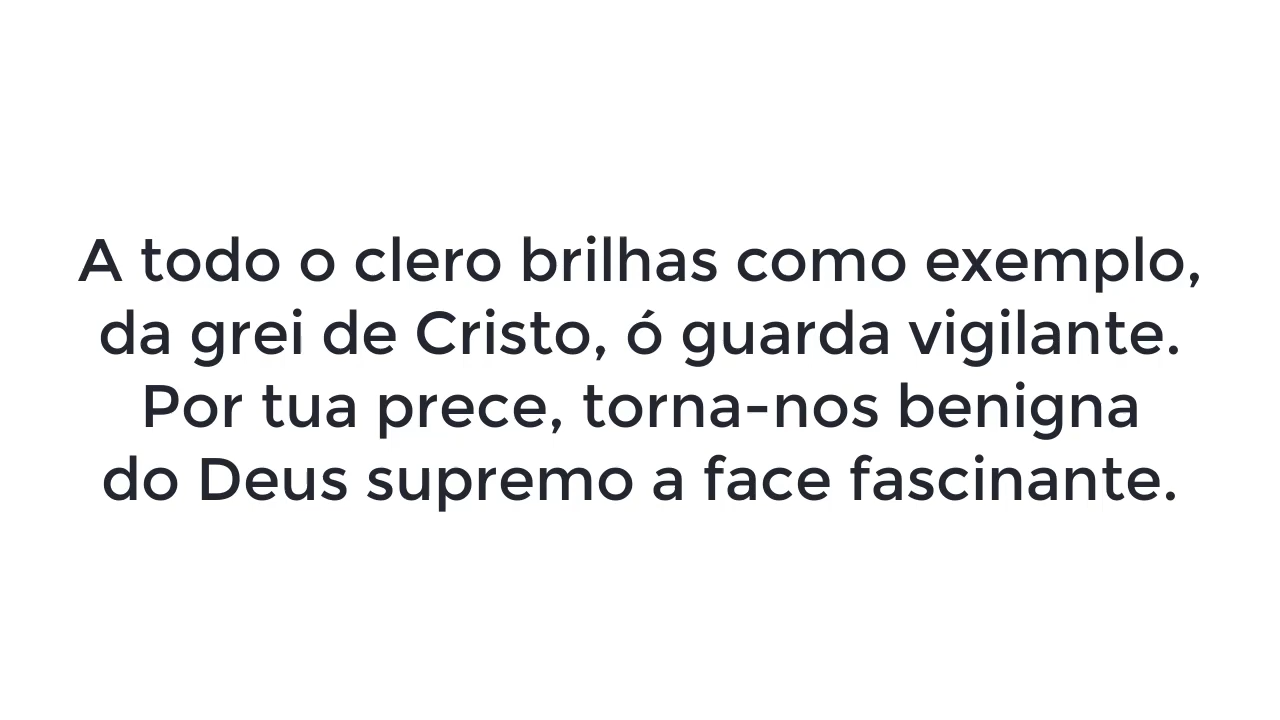 A todo o clero brilhas como exemplo,
da grei de Cristo, ó guarda vigilante.
Por tua prece, torna-nos benigna
do Deus supremo a face fascinante.